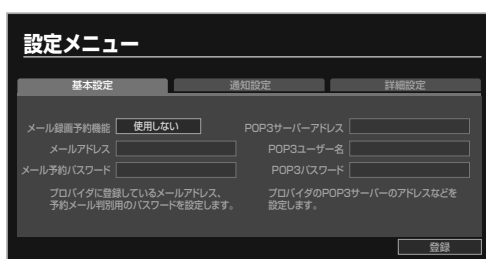 設定メニュー
基本設定
通知設定
詳細設定
メール録画予約機能 使用しない
メールアドレス
メール予約パスワード
プロバイダに登録しているメールアドレス、
予約メール判別用のパスワードを設定します。
POP3サーバーアドレス
POP3ユーザー名
POP3パスワード
プロバイダのPOP3サーバーのアドレスなどを
設定します。
登録